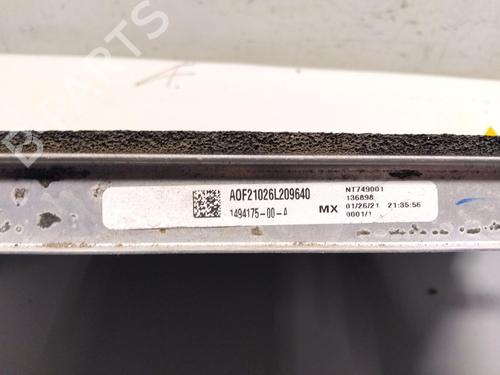 B-PARTS
AOF21026L209640
1494175-00-A
MX
NT749001
136898
01/26/21 21:35:56
0001/1